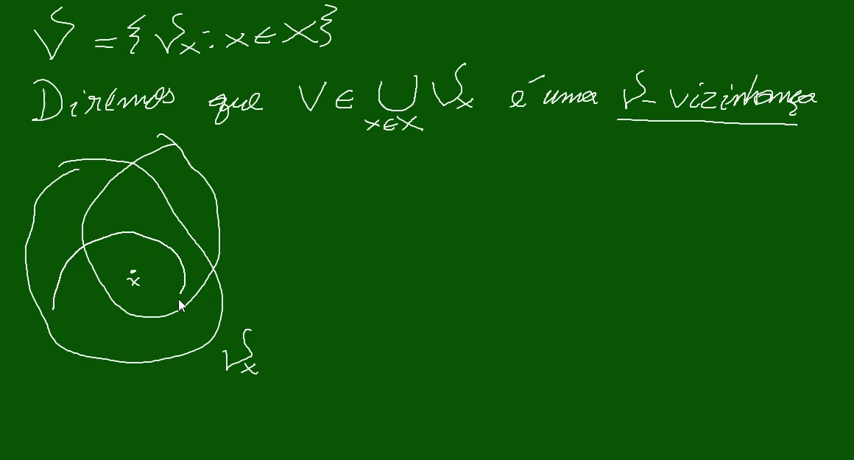 𝒱 = { 𝒱ₓ : x ∈ X }
Diremos que V ∈ ⋃ 𝒱ₓ é uma 𝒱-vizinhança
x∈X
x
𝒱ₓ